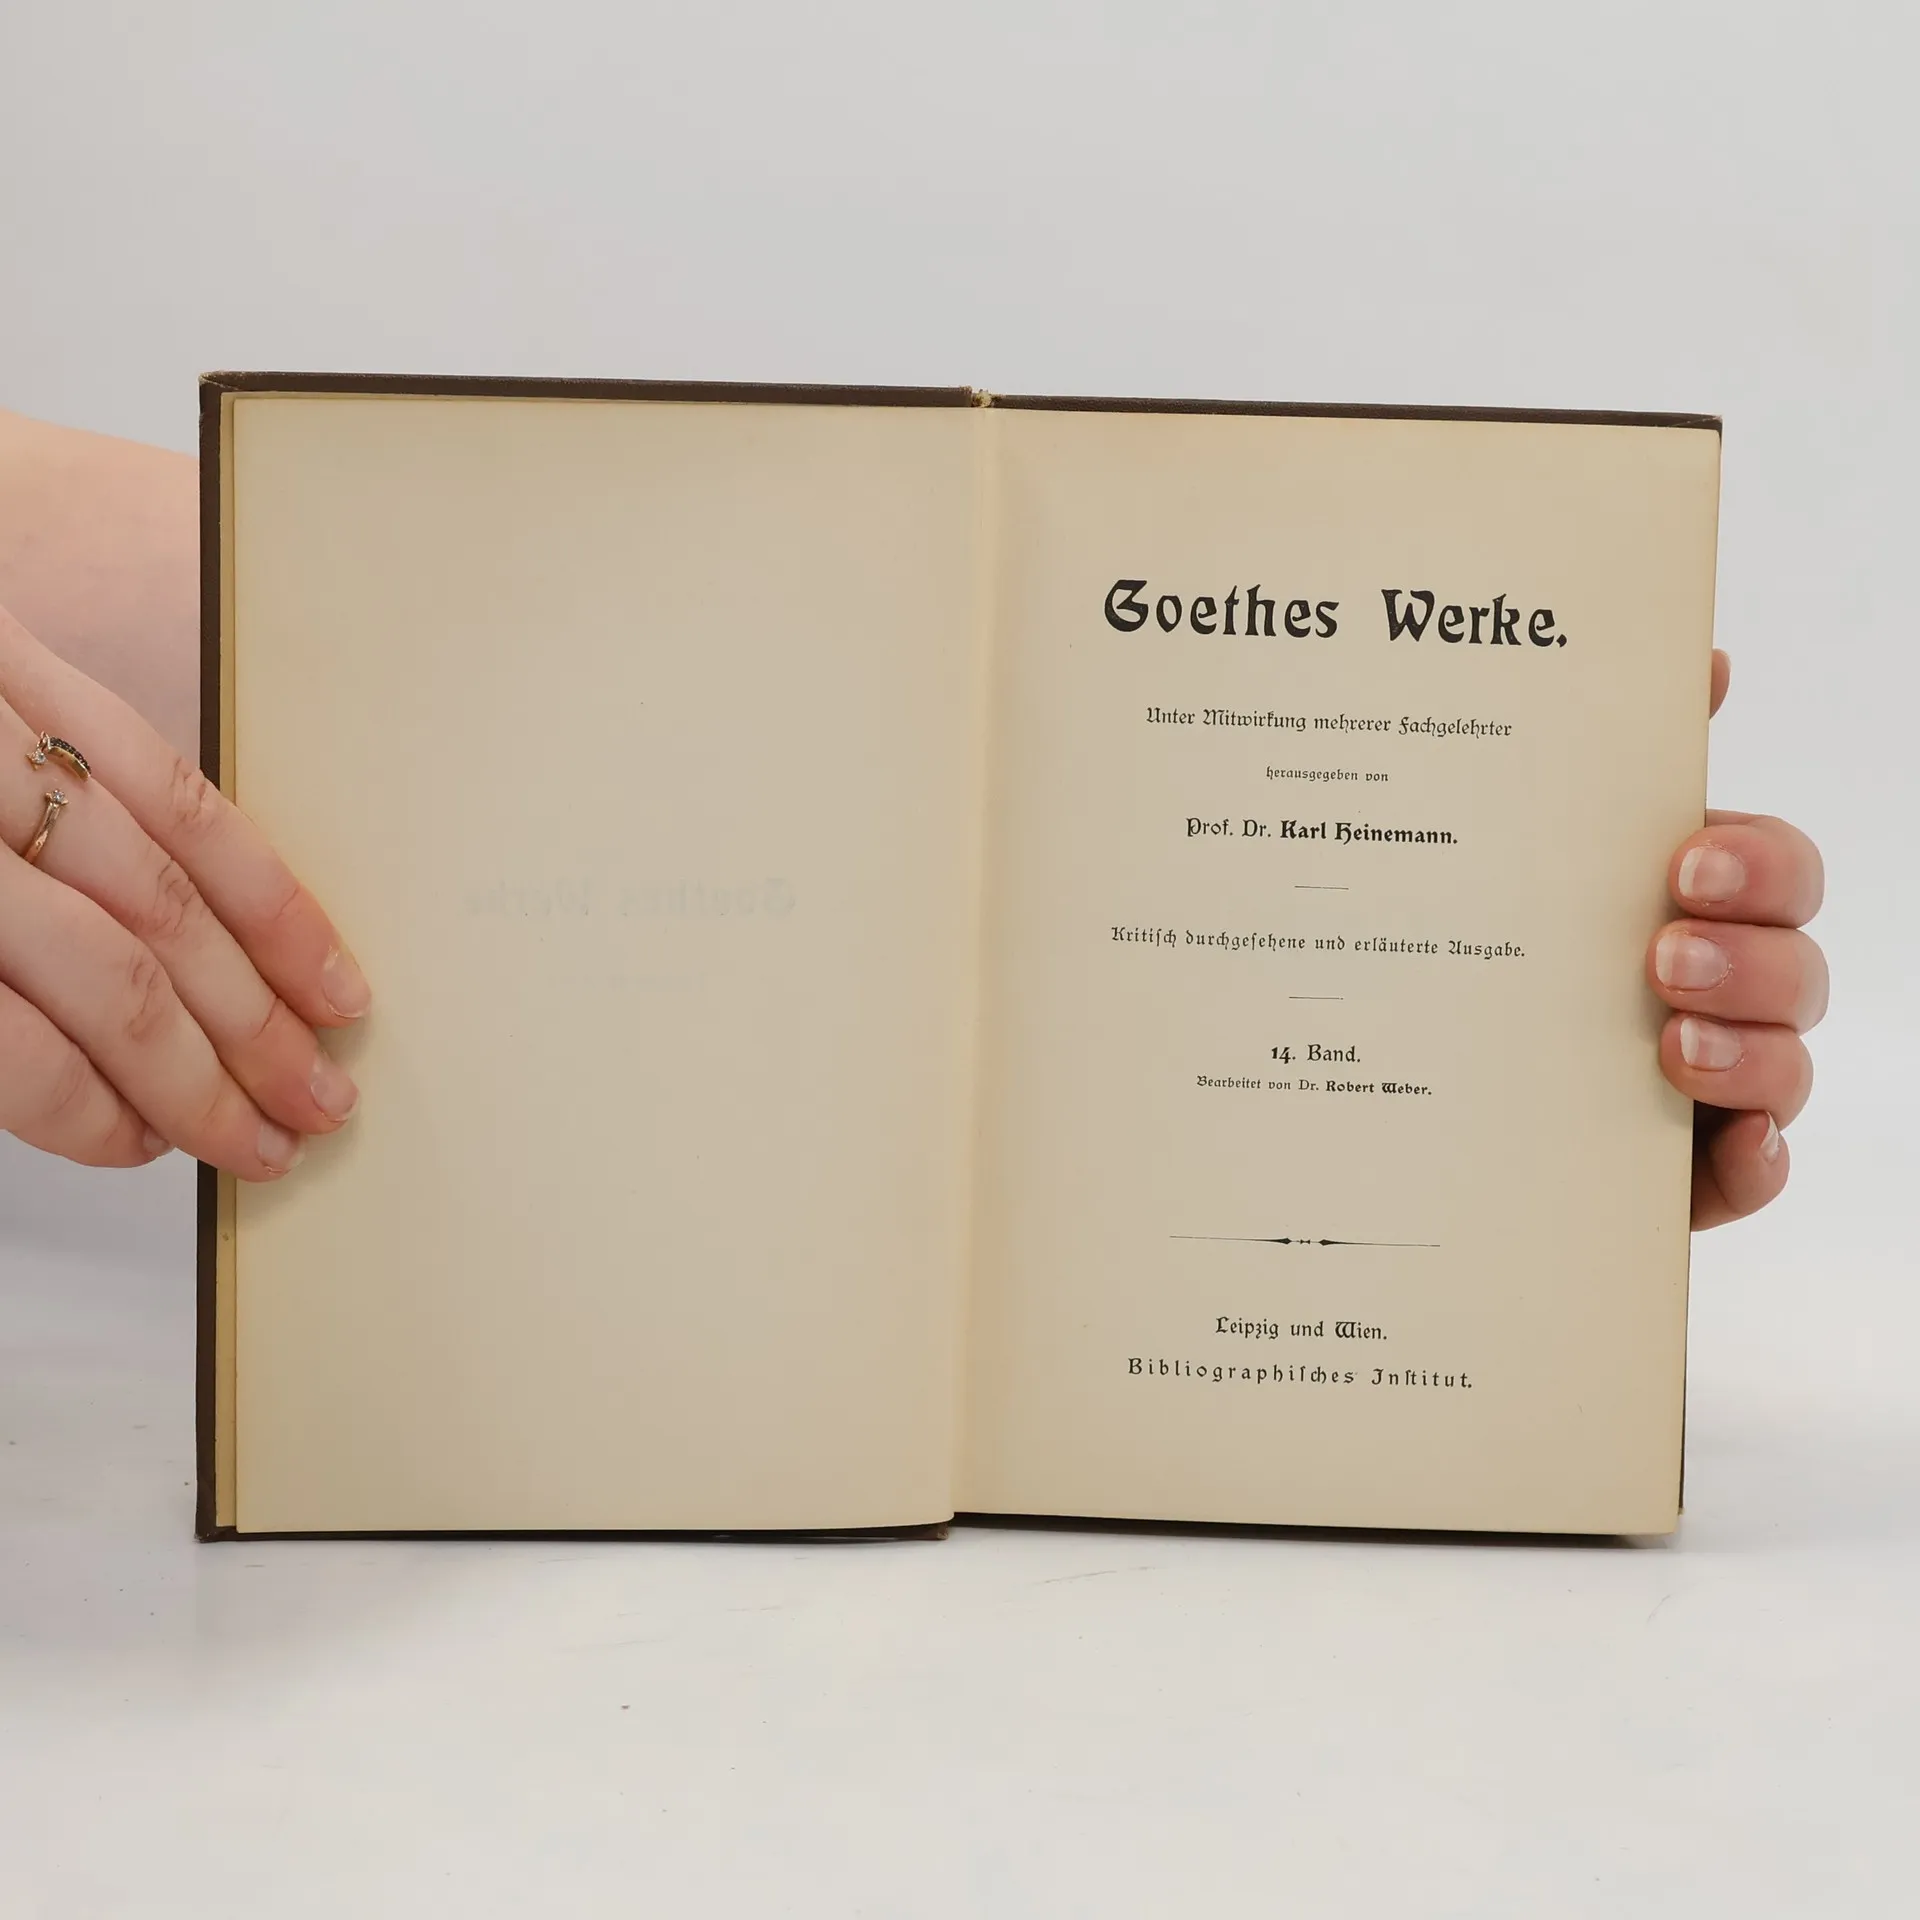 Goethes Werke.
Unter Mitwirkung mehrerer Fachgelehrter
herausgegeben von
Prof. Dr. Karl Heinemann.
Kritiſch durchgeſehene und erläuterte Ausgabe.
14. Band.
Bearbeitet von Dr. Robert Weber.
Leipzig und Wien.
Bibliographiſches Inſtitut.